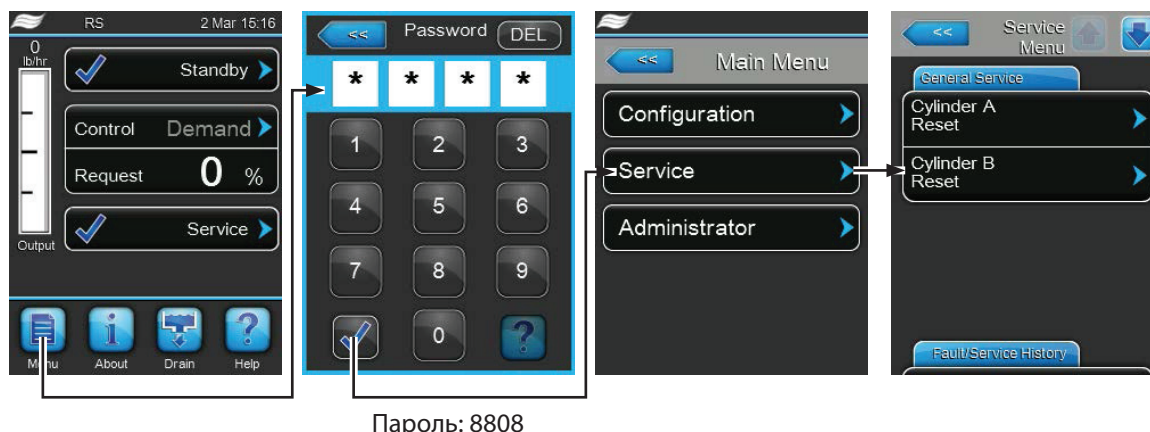 RS 2 Mar 15:16
0
lb/hr
Standby
Control Demand
Request 0 %
Service
Output
Menu About Drain Help
<< Password DEL
* * * *
1 2 3
4 5 6
7 8 9
0 ?
Пароль: 8808
<< Main Menu
Configuration
Service
Administrator
<< Service
Menu
General Service
Cylinder A
Reset
Cylinder B
Reset
Fault/Service History